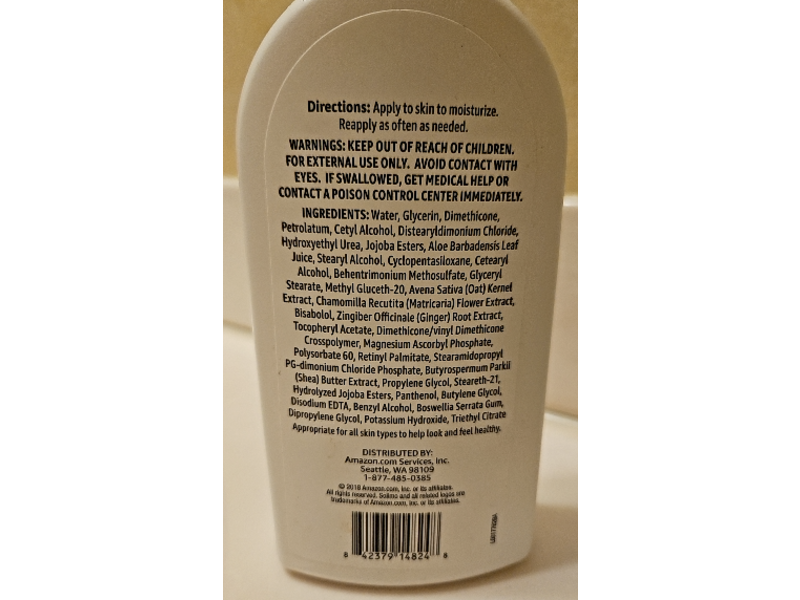 Directions: Apply to skin to moisturize.
Reapply as often as needed.
WARNINGS: KEEP OUT OF REACH OF CHILDREN.
FOR EXTERNAL USE ONLY. AVOID CONTACT WITH
EYES. IF SWALLOWED, GET MEDICAL HELP OR
CONTACT A POISON CONTROL CENTER IMMEDIATELY.
INGREDIENTS: Water, Glycerin, Dimethicone,
Petrolatum, Cetyl Alcohol, Distearyldimonium Chloride,
Hydroxyethyl Urea, Jojoba Esters, Aloe Barbadensis Leaf
Juice, Stearyl Alcohol, Cyclopentasiloxane, Cetearyl
Alcohol, Behentrimonium Methosulfate, Glyceryl
Stearate, Methyl Gluceth-20, Avena Sativa (Oat) Kernel
Extract, Chamomilla Recutita (Matricaria) Flower Extract,
Bisabolol, Zingiber Officinale (Ginger) Root Extract,
Tocopheryl Acetate, Dimethicone/vinyl Dimethicone
Crosspolymer, Magnesium Ascorbyl Phosphate,
Polysorbate 60, Retinyl Palmitate, Stearamidopropyl
PG-dimonium Chloride Phosphate, Butyrospermum Parkii
(Shea) Butter Extract, Propylene Glycol, Steareth-21,
Hydrolyzed Jojoba Esters, Panthenol, Butylene Glycol,
Disodium EDTA, Benzyl Alcohol, Boswellia Serrata Gum,
Dipropylene Glycol, Potassium Hydroxide, Triethyl Citrate
Appropriate for all skin types to help look and feel healthy.
DISTRIBUTED BY:
Amazon.com Services, Inc.
Seattle, WA 98109
1-877-485-0385
© 2018 Amazon.com, Inc. or its affiliates.
All rights reserved. Solimo and all related logos are
trademarks of Amazon.com, Inc. or its affiliates.
8 42379 14824 8